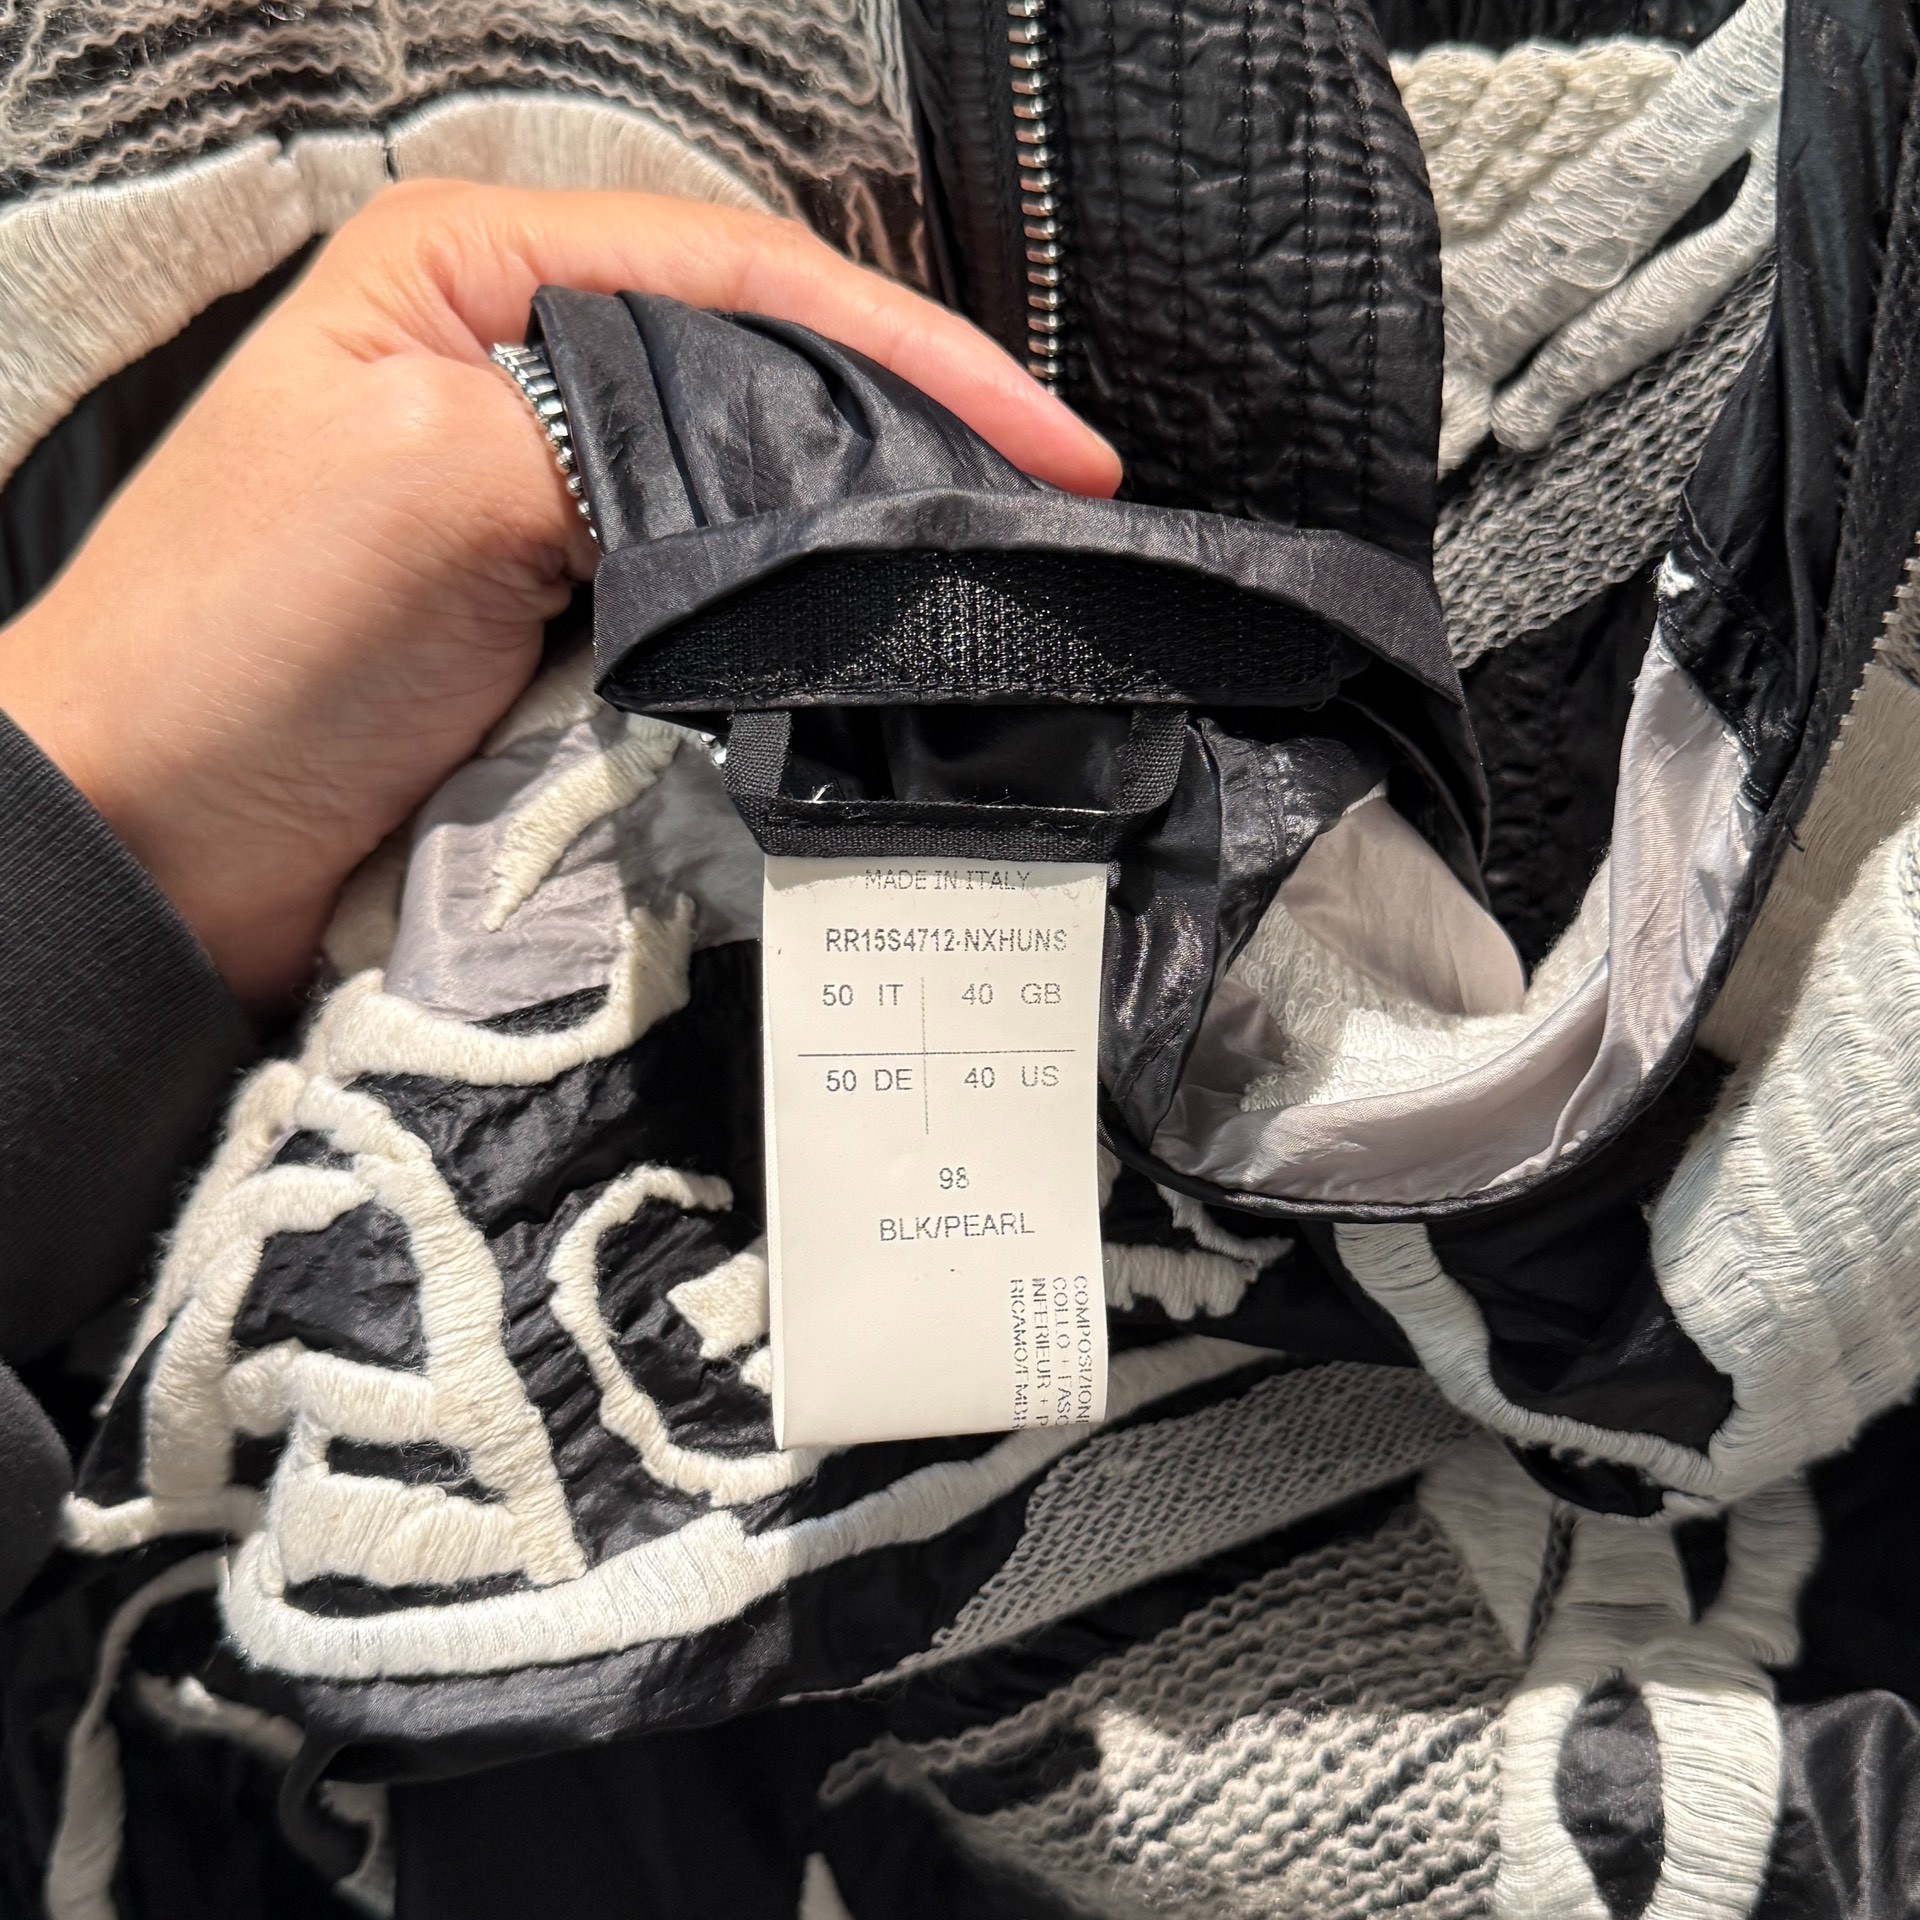 MADE IN ITALY
RR15S4712-NXHUNS
50 IT 40 GB
50 DE 40 US
98
BLK/PEARL
COMPOSIZION
COLLO + FASC
INFERIEUR + P
RICAMO/EMBR